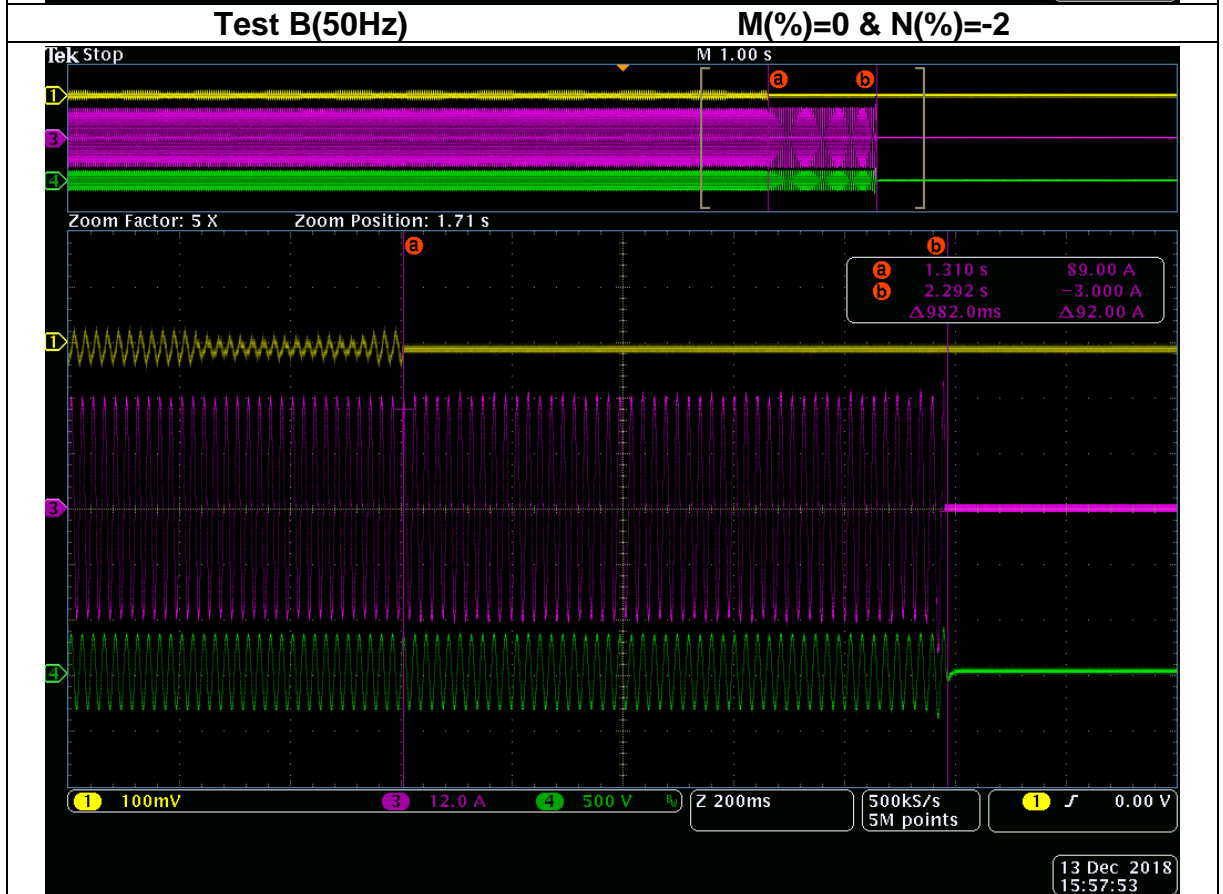 Test B(50Hz) M(%)=0 & N(%)=-2
Tek Stop M 1.00 s
a b
1
3
4
Zoom Factor: 5 X Zoom Position: 1.71 s
a b
a 1.310 s 89.00 A
b 2.292 s −3.000 A
Δ982.0ms Δ92.00 A
1
3
4
1 100mV 3 12.0 A 4 500 V BW Z 200ms 500kS/s 1 0.00 V
5M points
13 Dec 2018
15:57:53